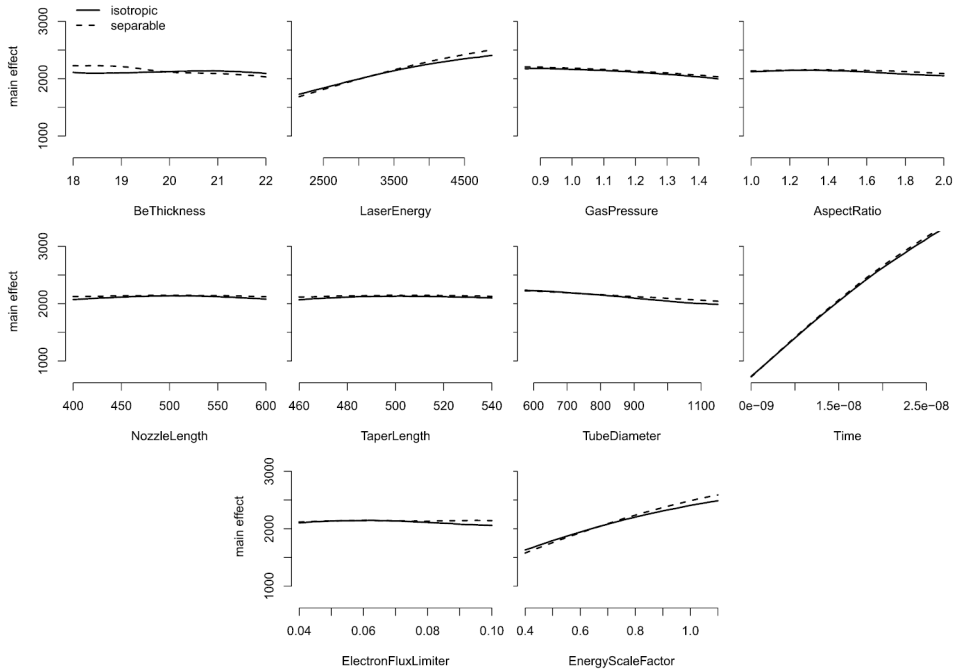 isotropic
separable
main effect
1000
2000
3000
18 19 20 21 22
BeThickness
2500 3500 4500
LaserEnergy
0.9 1.0 1.1 1.2 1.3 1.4
GasPressure
1.0 1.2 1.4 1.6 1.8 2.0
AspectRatio
main effect
1000
2000
3000
400 450 500 550 600
NozzleLength
460 480 500 520 540
TaperLength
600 700 800 900 1100
TubeDiameter
0e−09 1.5e−08 2.5e−08
Time
main effect
1000
2000
3000
0.04 0.06 0.08 0.10
ElectronFluxLimiter
0.4 0.6 0.8 1.0
EnergyScaleFactor